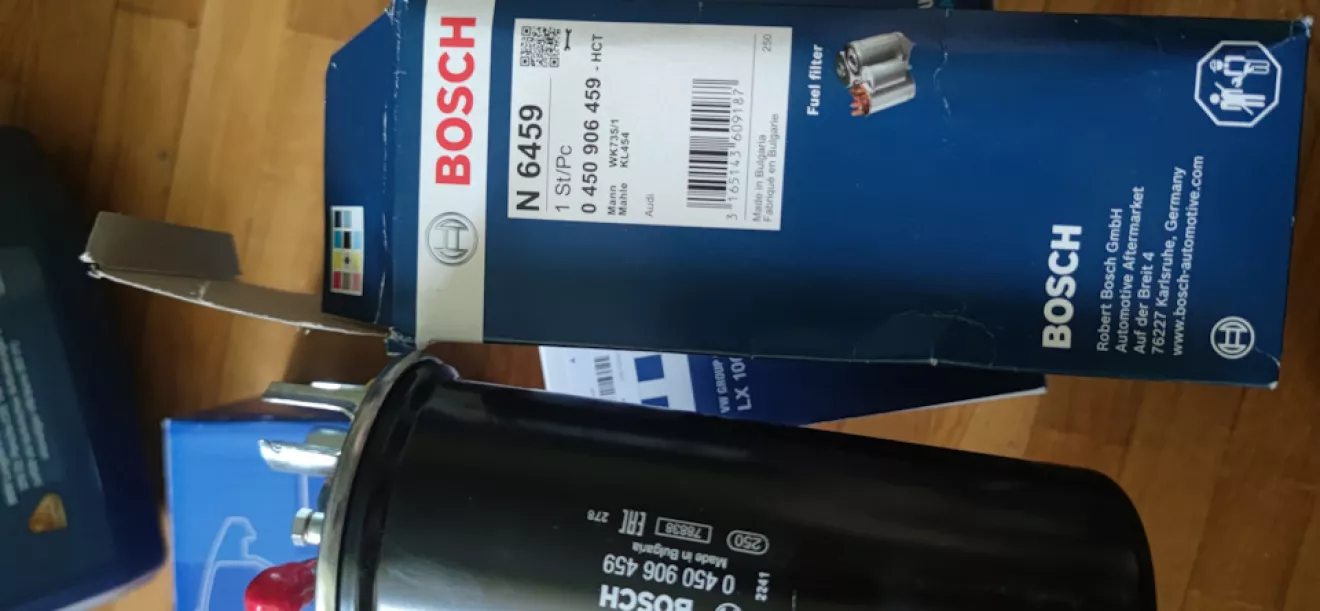 BOSCH
N 6459
1 St/Pc
0 450 906 459 - HCT
Mann WK735/1
Mahle KL454
Audi
3 165143 609187
Made in Bulgaria
Fabriqué en Bulgarie
250
Fuel filter
BOSCH
Robert Bosch GmbH
Automotive Aftermarket
Auf der Breit 4
76227 Karlsruhe, Germany
www.bosch-automotive.com
VW GROUP
BOSCH
0 450 906 459
Made in Bulgaria
2241
250
78838
EAC
278